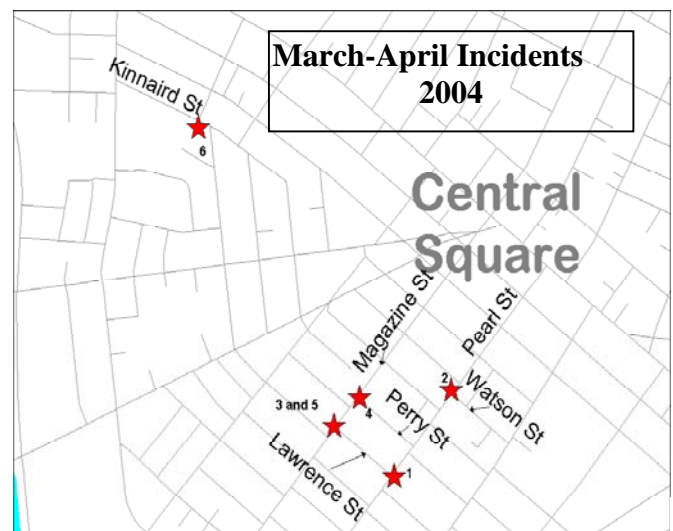 March-April Incidents
2004
Kinnaird St
6
Central
Square
Magazine St
Pearl St
2
Watson St
3 and 5
4
Perry St
Lawrence St
1